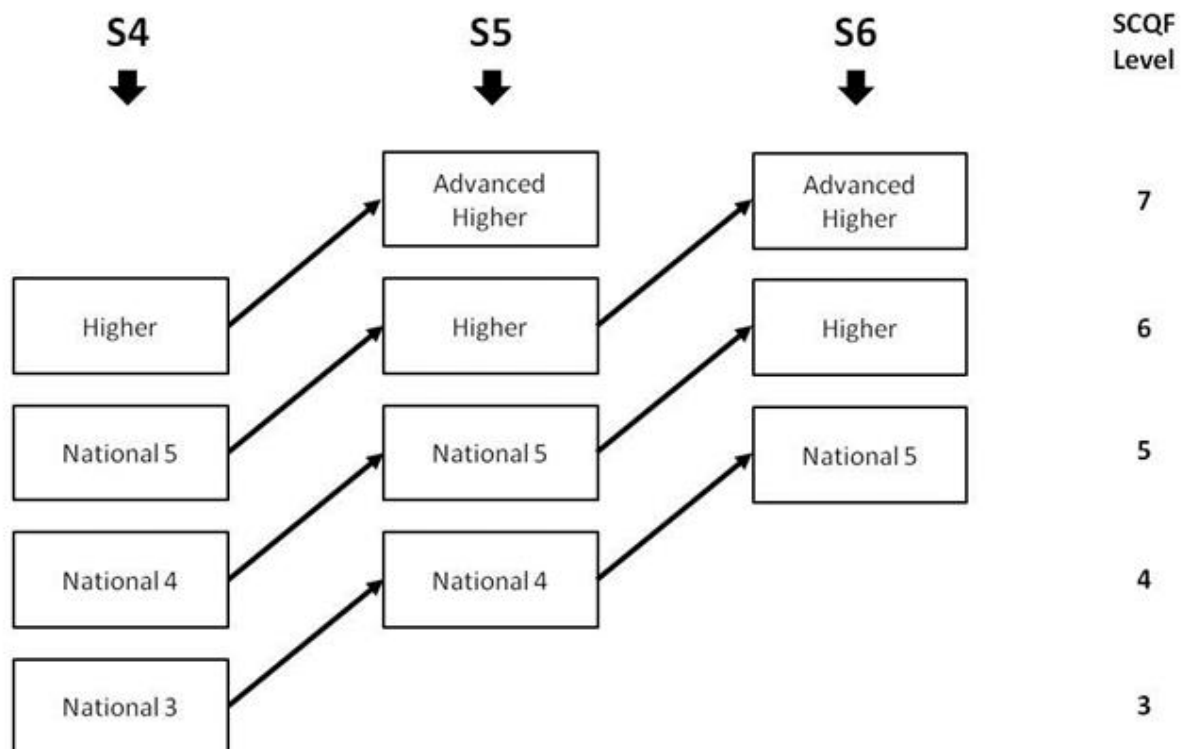 S4
S5
S6
SCQF
Level
Advanced
Higher
Advanced
Higher
7
Higher
Higher
Higher
6
National 5
National 5
National 5
5
National 4
National 4
4
National 3
3